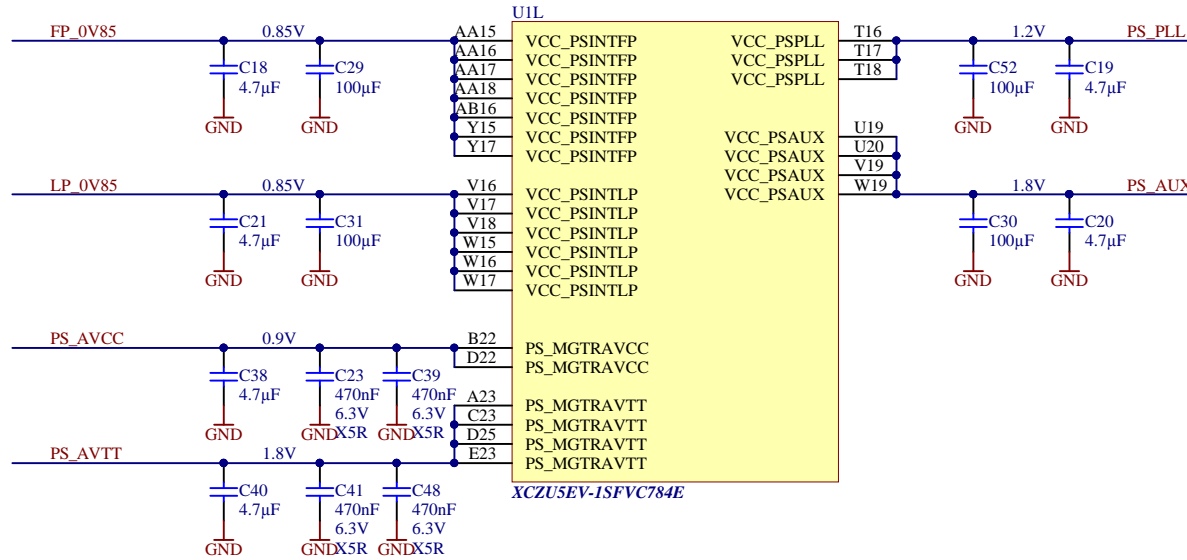 U1L
FP_0V85 0.85V
C18 4.7µF GND
C29 100µF GND
AA15 VCC_PSINTFP
AA16 VCC_PSINTFP
AA17 VCC_PSINTFP
AA18 VCC_PSINTFP
AB16 VCC_PSINTFP
Y15 VCC_PSINTFP
Y17 VCC_PSINTFP
VCC_PSPLL T16 1.2V PS_PLL
VCC_PSPLL T17
VCC_PSPLL T18
C52 100µF GND
C19 4.7µF GND
VCC_PSAUX U19
VCC_PSAUX U20
VCC_PSAUX V19
VCC_PSAUX W19 1.8V PS_AUX
C30 100µF GND
C20 4.7µF GND
LP_0V85 0.85V
C21 4.7µF GND
C31 100µF GND
V16 VCC_PSINTLP
V17 VCC_PSINTLP
V18 VCC_PSINTLP
W15 VCC_PSINTLP
W16 VCC_PSINTLP
W17 VCC_PSINTLP
PS_AVCC 0.9V
C38 4.7µF GND
C23 470nF 6.3V X5R GND
C39 470nF 6.3V X5R GND
B22 PS_MGTRAVCC
D22 PS_MGTRAVCC
A23 PS_MGTRAVTT
C23 PS_MGTRAVTT
D25 PS_MGTRAVTT
E23 PS_MGTRAVTT
PS_AVTT 1.8V
C40 4.7µF GND
C41 470nF 6.3V X5R GND
C48 470nF 6.3V X5R GND
XCZU5EV-1SFVC784E